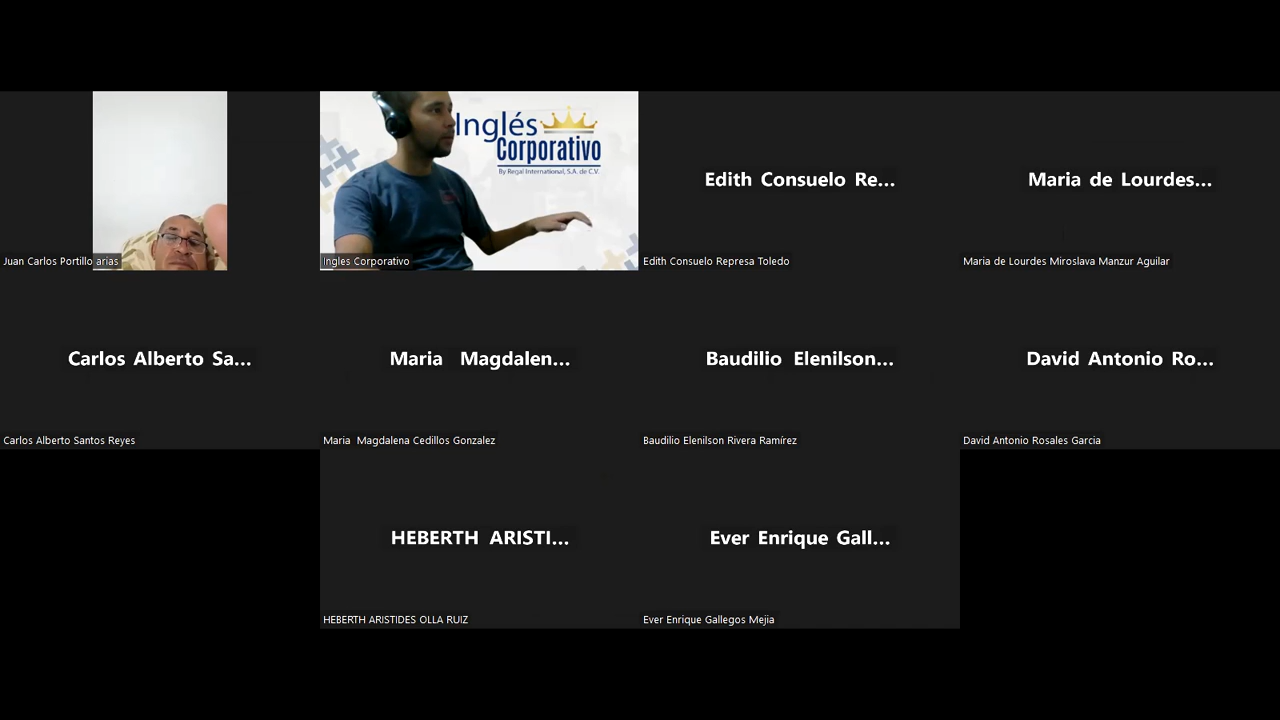 Inglés
Corporativo
By Regal International, S.A. de C.V.
Edith Consuelo Re...
Maria de Lourdes...
Juan Carlos Portillo arias
Ingles Corporativo
Edith Consuelo Represa Toledo
Maria de Lourdes Miroslava Manzur Aguilar
Carlos Alberto Sa...
Maria Magdalen...
Baudilio Elenilson...
David Antonio Ro...
Carlos Alberto Santos Reyes
Maria Magdalena Cedillos Gonzalez
Baudilio Elenilson Rivera Ramírez
David Antonio Rosales Garcia
HEBERTH ARISTI...
Ever Enrique Gall...
HEBERTH ARISTIDES OLLA RUIZ
Ever Enrique Gallegos Mejia